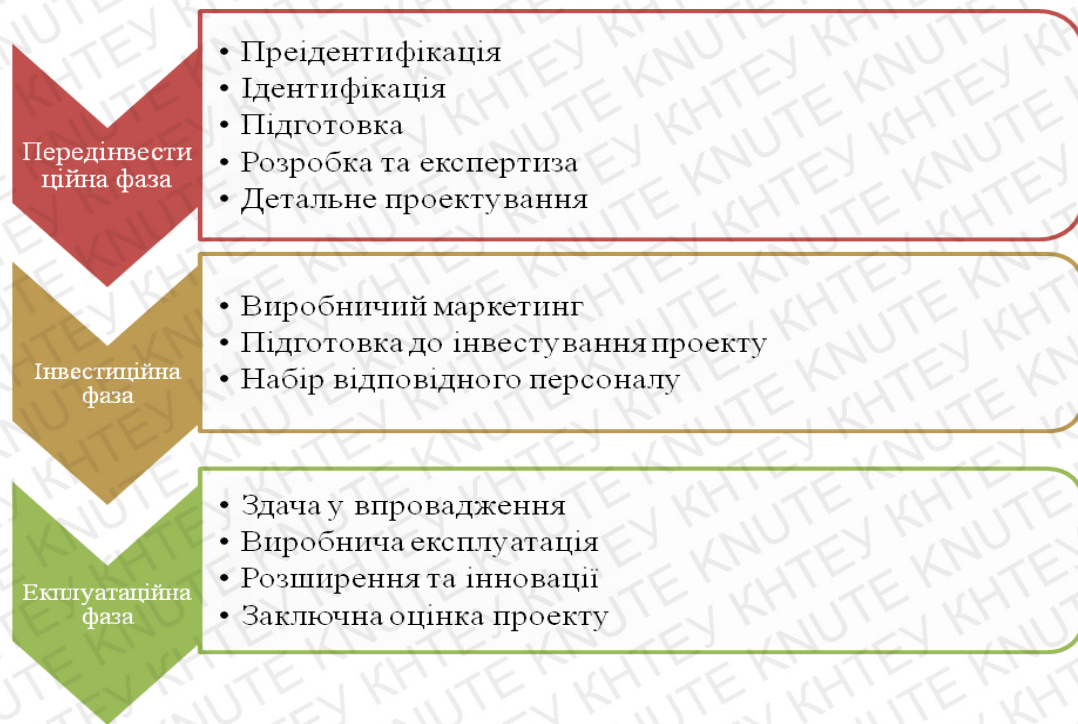 Передінвести
ційна фаза
• Преідентифікація
• Ідентифікація
• Підготовка
• Розробка та експертиза
• Детальне проектування
Інвестиційна
фаза
• Виробничий маркетинг
• Підготовка до інвестування проекту
• Набір відповідного персоналу
Екплуатаційна
фаза
• Здача у впровадження
• Виробнича експлуатація
• Розширення та інновації
• Заключна оцінка проекту